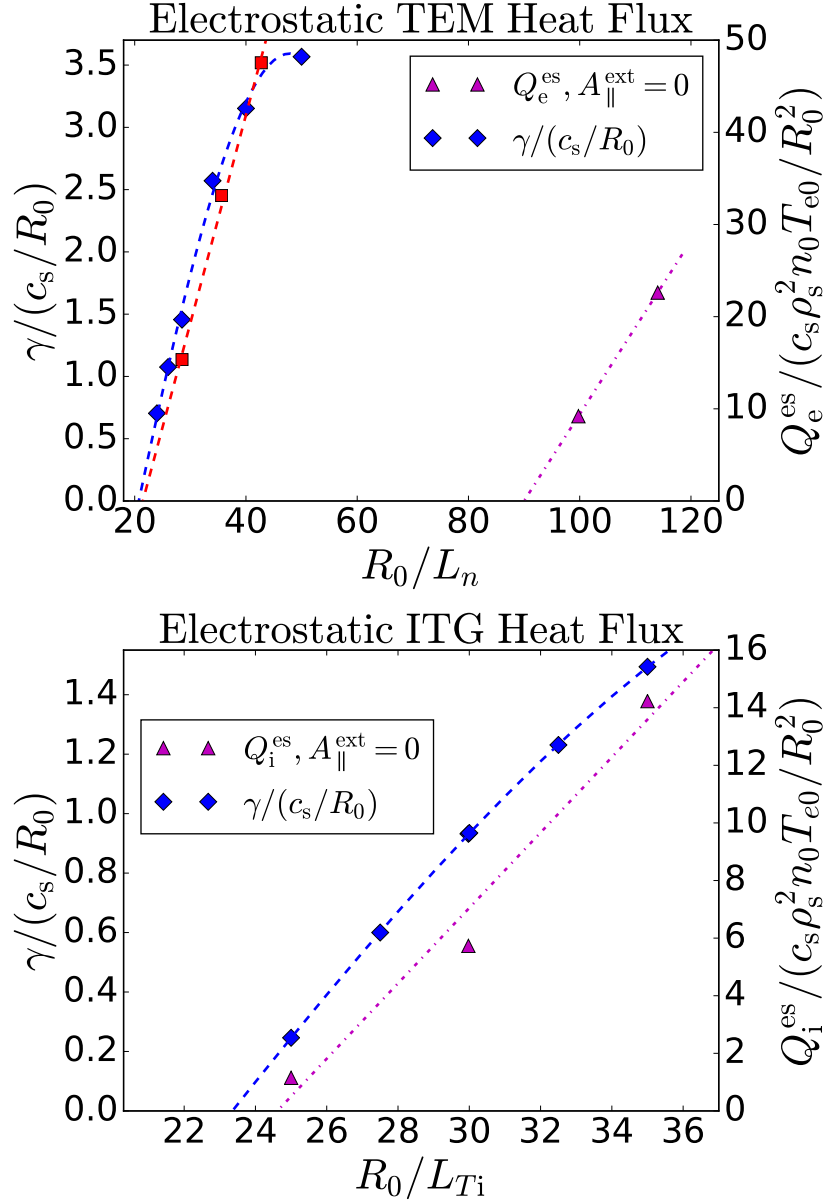 Electrostatic TEM Heat Flux
3.5
3.0
2.5
2.0
1.5
1.0
0.5
0.0
γ/(c_s/R_0)
Q_e^es, A_∥^ext = 0
γ/(c_s/R_0)
50
40
30
20
10
0
Q_e^es/(c_s ρ_s^2 n_0 T_e0/R_0^2)
20 40 60 80 100 120
R_0/L_n
Electrostatic ITG Heat Flux
1.4
1.2
1.0
0.8
0.6
0.4
0.2
0.0
γ/(c_s/R_0)
Q_i^es, A_∥^ext = 0
γ/(c_s/R_0)
16
14
12
10
8
6
4
2
0
Q_i^es/(c_s ρ_s^2 n_0 T_e0/R_0^2)
22 24 26 28 30 32 34 36
R_0/L_Ti